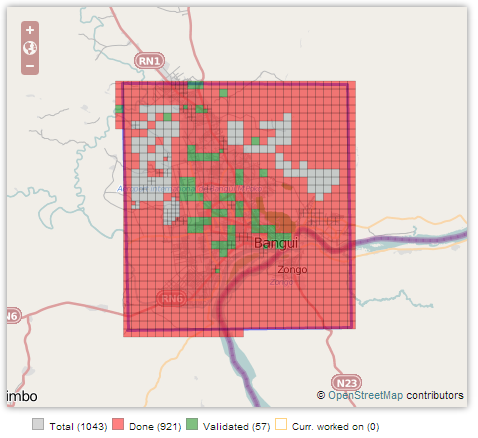 +
−
RN1
Bangui
Zongo
Zongo
RN6
N6
N23
imbo
© OpenStreetMap contributors
Total (1043) Done (921) Validated (57) Curr. worked on (0)